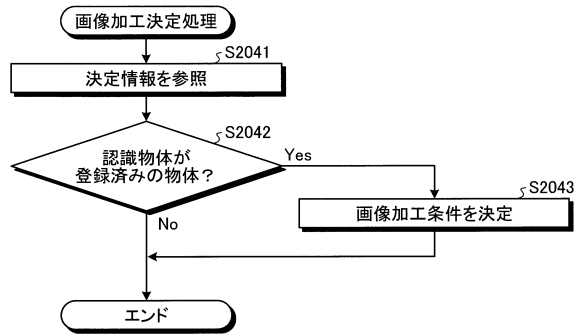 画像加工決定処理
S2041
決定情報を参照
S2042
認識物体が
登録済みの物体？
Yes
S2043
画像加工条件を決定
No
エンド